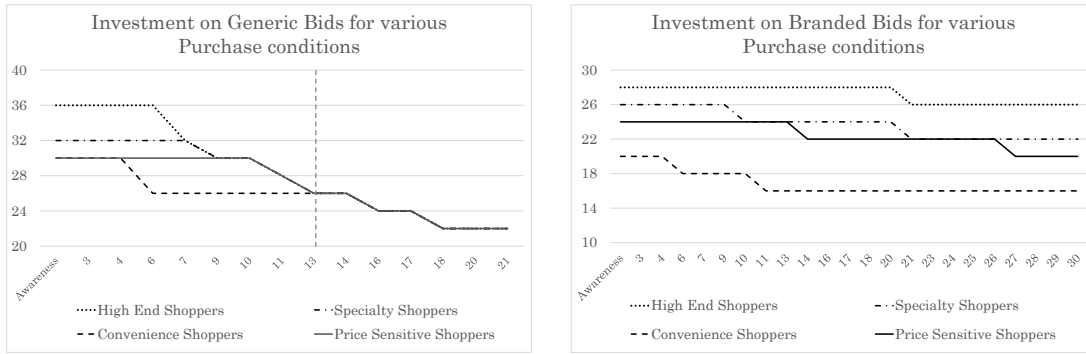 Investment on Generic Bids for various
Purchase conditions
40
36
32
28
24
20
Awareness 3 4 6 7 9 10 11 13 14 16 17 18 20 21
High End Shoppers Specialty Shoppers
Convenience Shoppers Price Sensitive Shoppers
Investment on Branded Bids for various
Purchase conditions
30
26
22
18
14
10
Awareness 3 4 6 7 9 10 11 13 14 16 17 18 20 21 23 24 25 26 27 28 29 30
High End Shoppers Specialty Shoppers
Convenience Shoppers Price Sensitive Shoppers